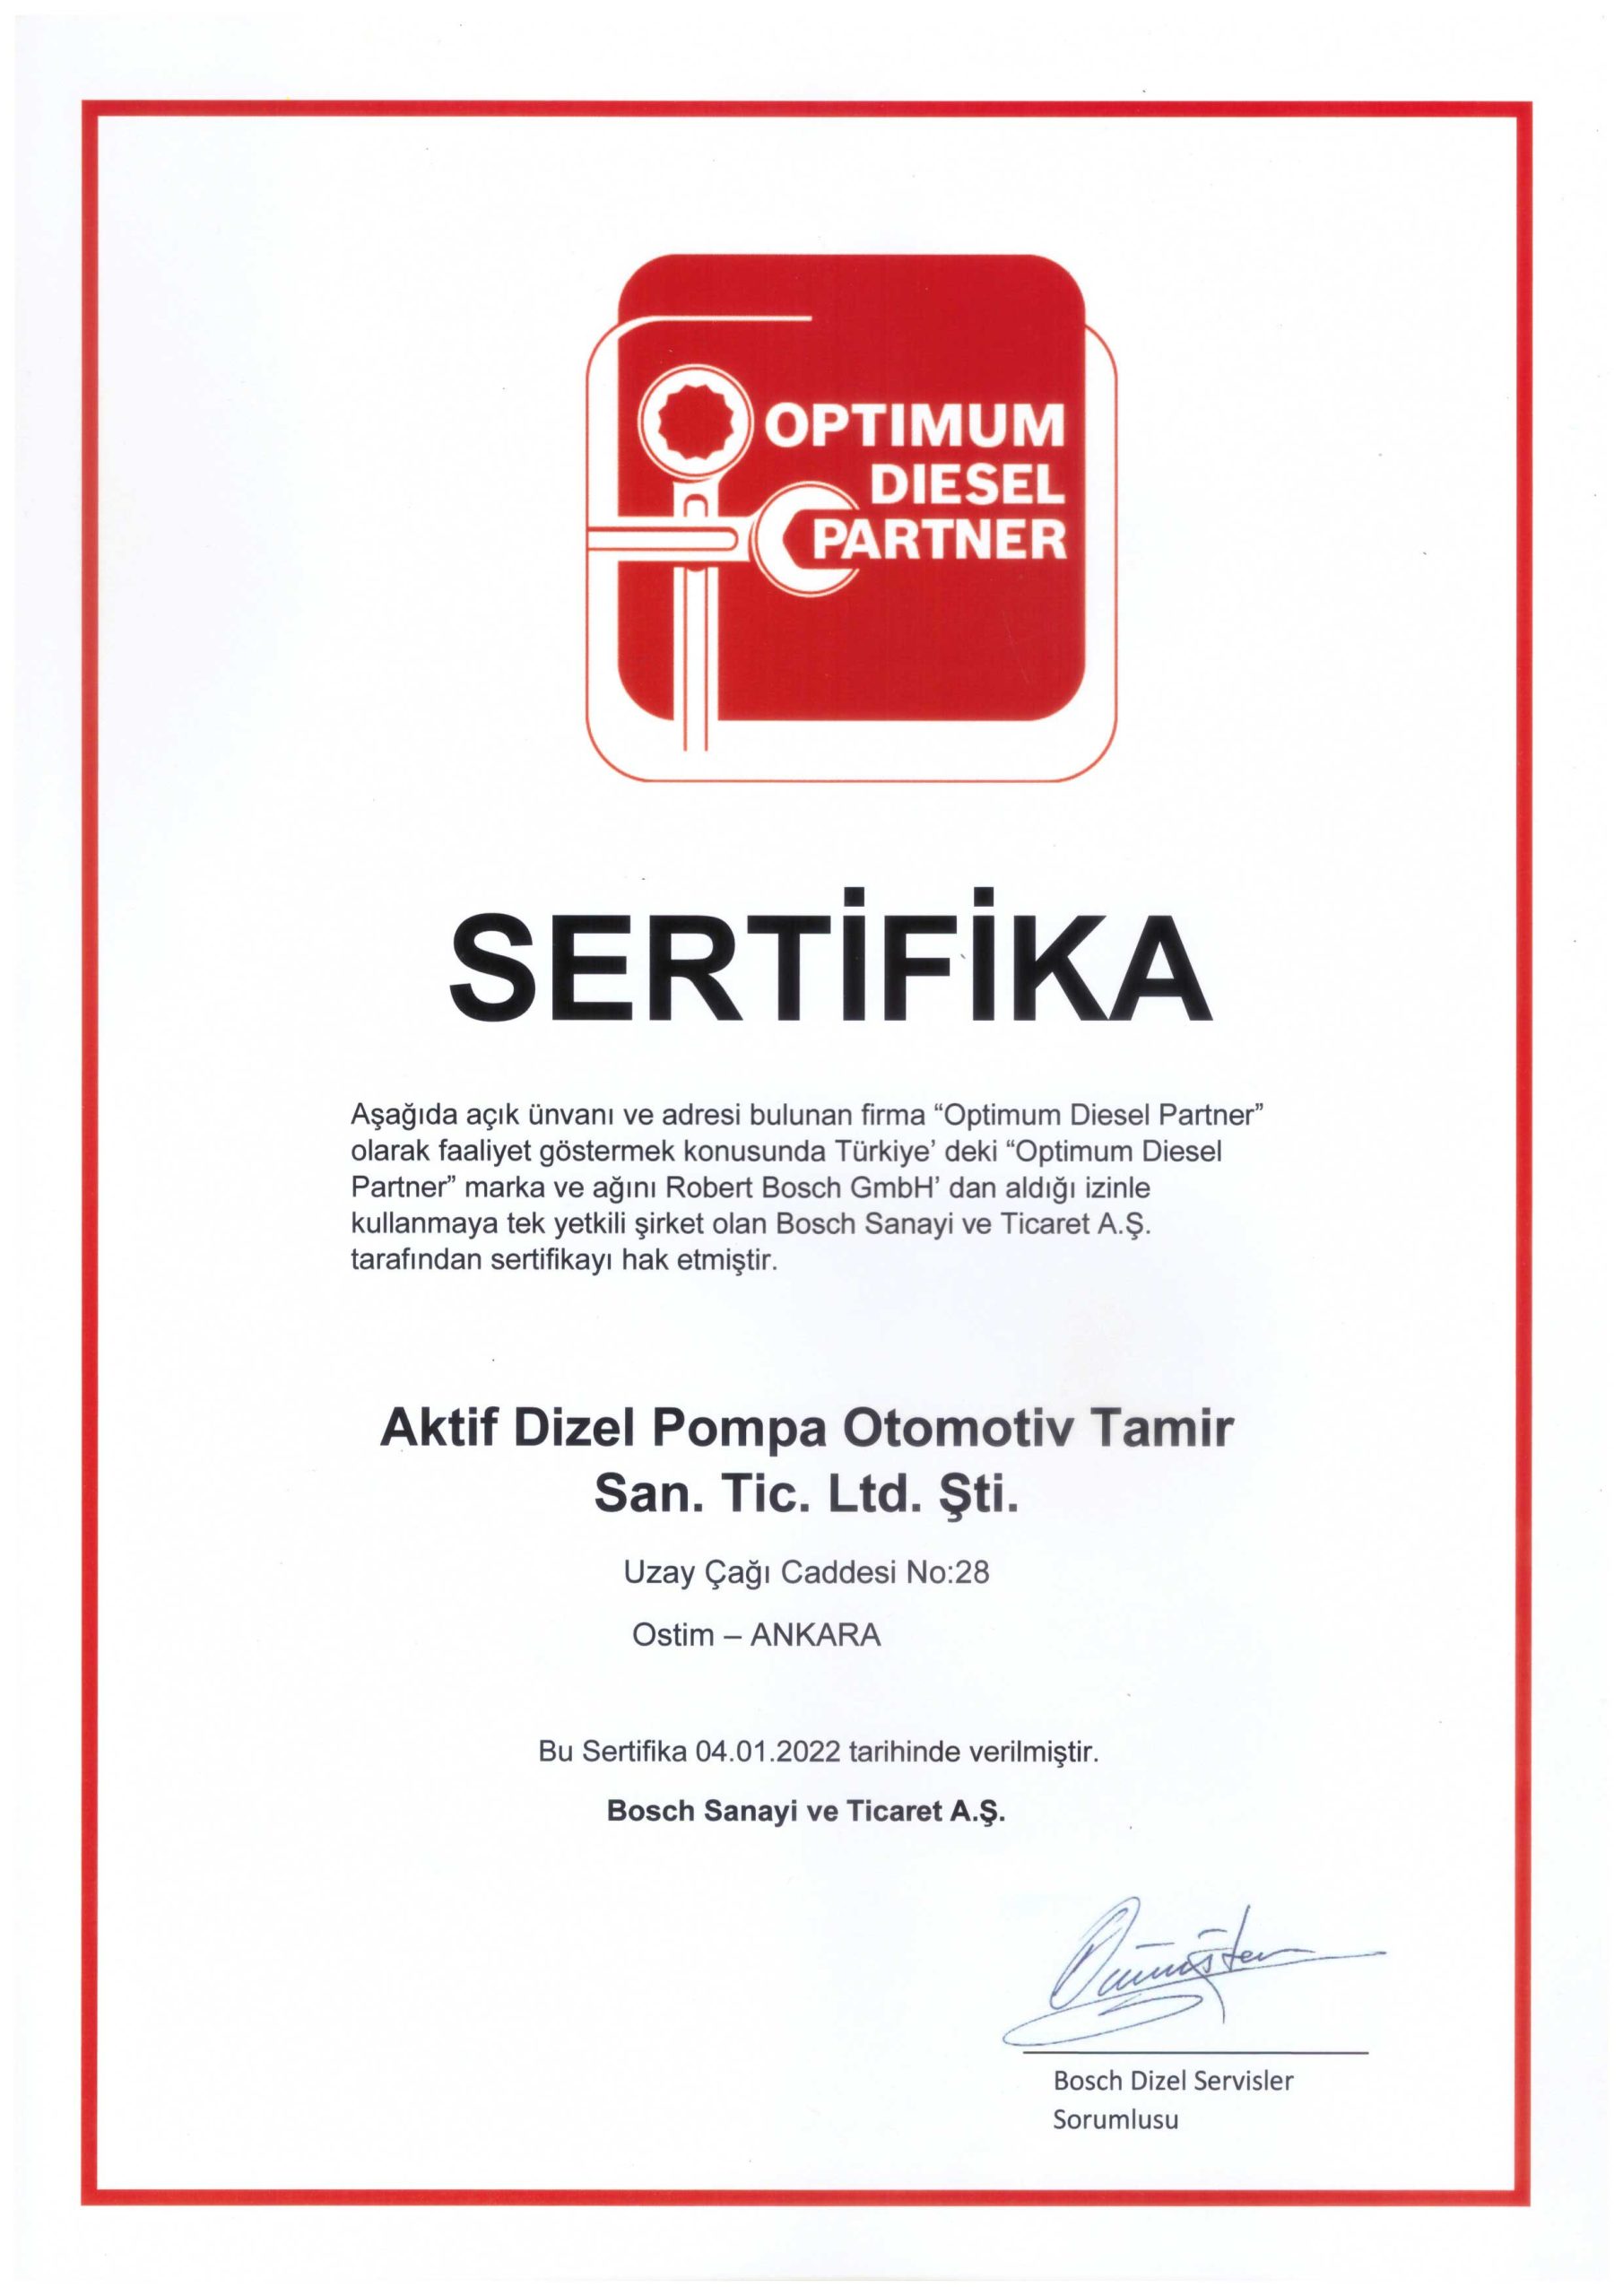 OPTIMUM
DIESEL
PARTNER
SERTİFİKA
Aşağıda açık ünvanı ve adresi bulunan firma “Optimum Diesel Partner”
olarak faaliyet göstermek konusunda Türkiye’ deki “Optimum Diesel
Partner” marka ve ağını Robert Bosch GmbH’ dan aldığı izinle
kullanmaya tek yetkili şirket olan Bosch Sanayi ve Ticaret A.Ş.
tarafından sertifikayı hak etmiştir.
Aktif Dizel Pompa Otomotiv Tamir
San. Tic. Ltd. Şti.
Uzay Çağı Caddesi No:28
Ostim – ANKARA
Bu Sertifika 04.01.2022 tarihinde verilmiştir.
Bosch Sanayi ve Ticaret A.Ş.
Bosch Dizel Servisler
Sorumlusu